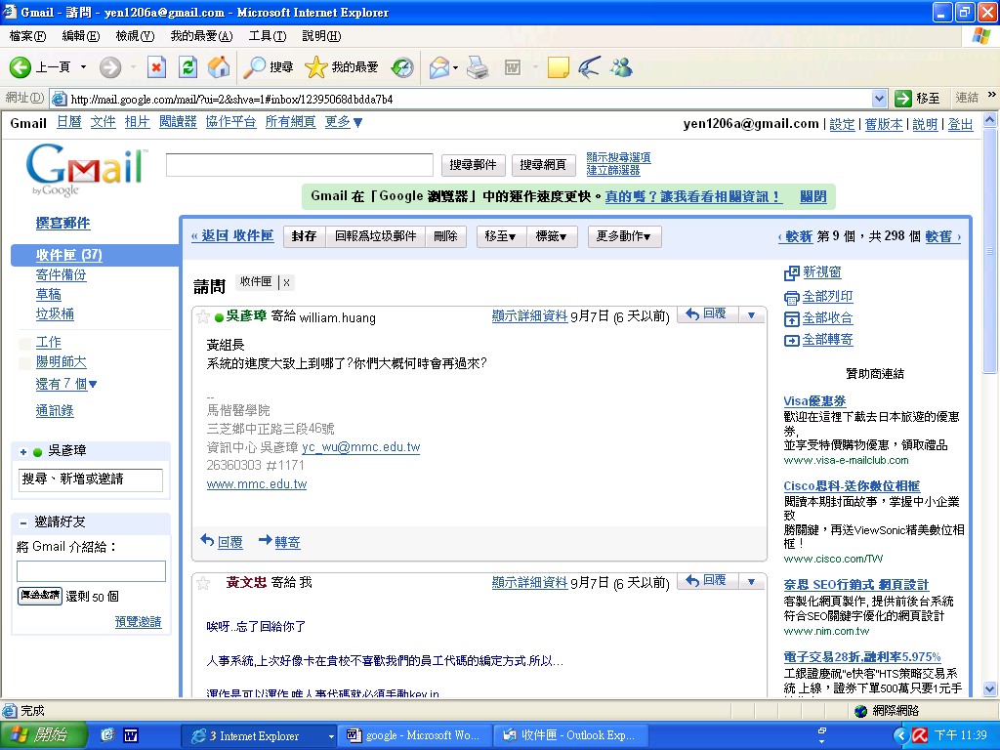 Gmail - 請問 - yen1206a@gmail.com - Microsoft Internet Explorer
檔案(F) 編輯(E) 檢視(V) 我的最愛(A) 工具(T) 說明(H)
上一頁 搜尋 我的最愛
網址(D) http://mail.google.com/mail/?ui=2&shva=1#inbox/12395068dbdda7b4 移至 連結 »
Gmail 日曆 文件 相片 閱讀器 協作平台 所有網頁 更多▼ yen1206a@gmail.com | 設定 | 舊版本 | 說明 | 登出
Gmail
by Google
搜尋郵件 搜尋網頁 顯示搜尋選項
建立篩選器
Gmail 在「Google 瀏覽器」中的運作速度更快。真的嗎？讓我看看相關資訊！ 關閉
撰寫郵件
收件匣 (37)
寄件備份
草稿
垃圾桶
工作
陽明師大
還有 7 個▼
通訊錄
+ 吳彥璋
搜尋、新增或邀請
− 邀請好友
將 Gmail 介紹給：
傳送邀請 還剩 50 個
預覽邀請
« 返回 收件匣 封存 回報為垃圾郵件 刪除 移至▼ 標籤▼ 更多動作▼ ‹ 較新 第 9 個，共 298 個 較舊 ›
請問 收件匣 | x
吳彥璋 寄給 william.huang 顯示詳細資料 9月7日 (6 天以前) 回覆 ▼
黃組長
系統的進度大致上到哪了?你們大概何時會再過來?
--
馬偕醫學院
三芝鄉中正路三段46號
資訊中心 吳彥璋 yc_wu@mmc.edu.tw
26360303 #1171
www.mmc.edu.tw
回覆 轉寄
黃文忠 寄給 我 顯示詳細資料 9月7日 (6 天以前) 回覆 ▼
唉呀..忘了回給你了
人事系統,上次好像卡在貴校不喜歡我們的員工代碼的編定方式.所以...
運作是可以運作.唯人事代碼就必須手動key in
新視窗
全部列印
全部收合
全部轉寄
贊助商連結
Visa優惠券
歡迎在這裡下載去日本旅遊的優惠
券,
並享受特價購物優惠，領取禮品
www.visa-e-mailclub.com
Cisco思科-送你數位相框
閱讀本期封面故事，掌握中小企業
致
勝關鍵，再送ViewSonic精美數位相
框！
www.cisco.com/TW
奈思 SEO行銷式 網頁設計
客製化網頁製作, 提供前後台系統
符合SEO關鍵字優化的網頁設計
www.nim.com.tw
電子交易28折,融利率5.975%
工銀證慶祝"e快客"HTS策略交易系
統 上線，證券下單500萬只要1元手
完成 網際網路
開始 3 Internet Explorer google - Microsoft Wo... 收件匣 - Outlook Exp... 下午 11:39